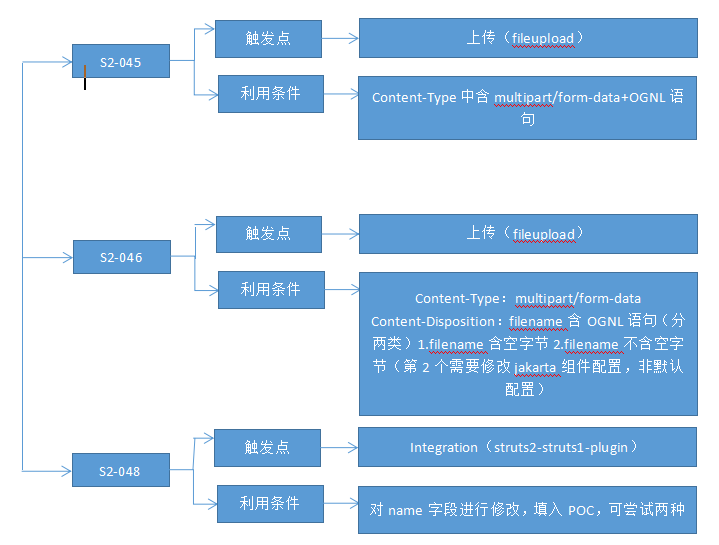 S2-045
触发点
上传（fileupload）
利用条件
Content-Type 中含 multipart/form-data+OGNL 语
句
S2-046
触发点
上传（fileupload）
利用条件
Content-Type：multipart/form-data
Content-Disposition：filename 含 OGNL 语句（分
两类）1.filename 含空字节 2.filename 不含空字
节（第 2 个需要修改 jakarta 组件配置，非默认
配置）
S2-048
触发点
Integration（struts2-struts1-plugin）
利用条件
对 name 字段进行修改，填入 POC，可尝试两种